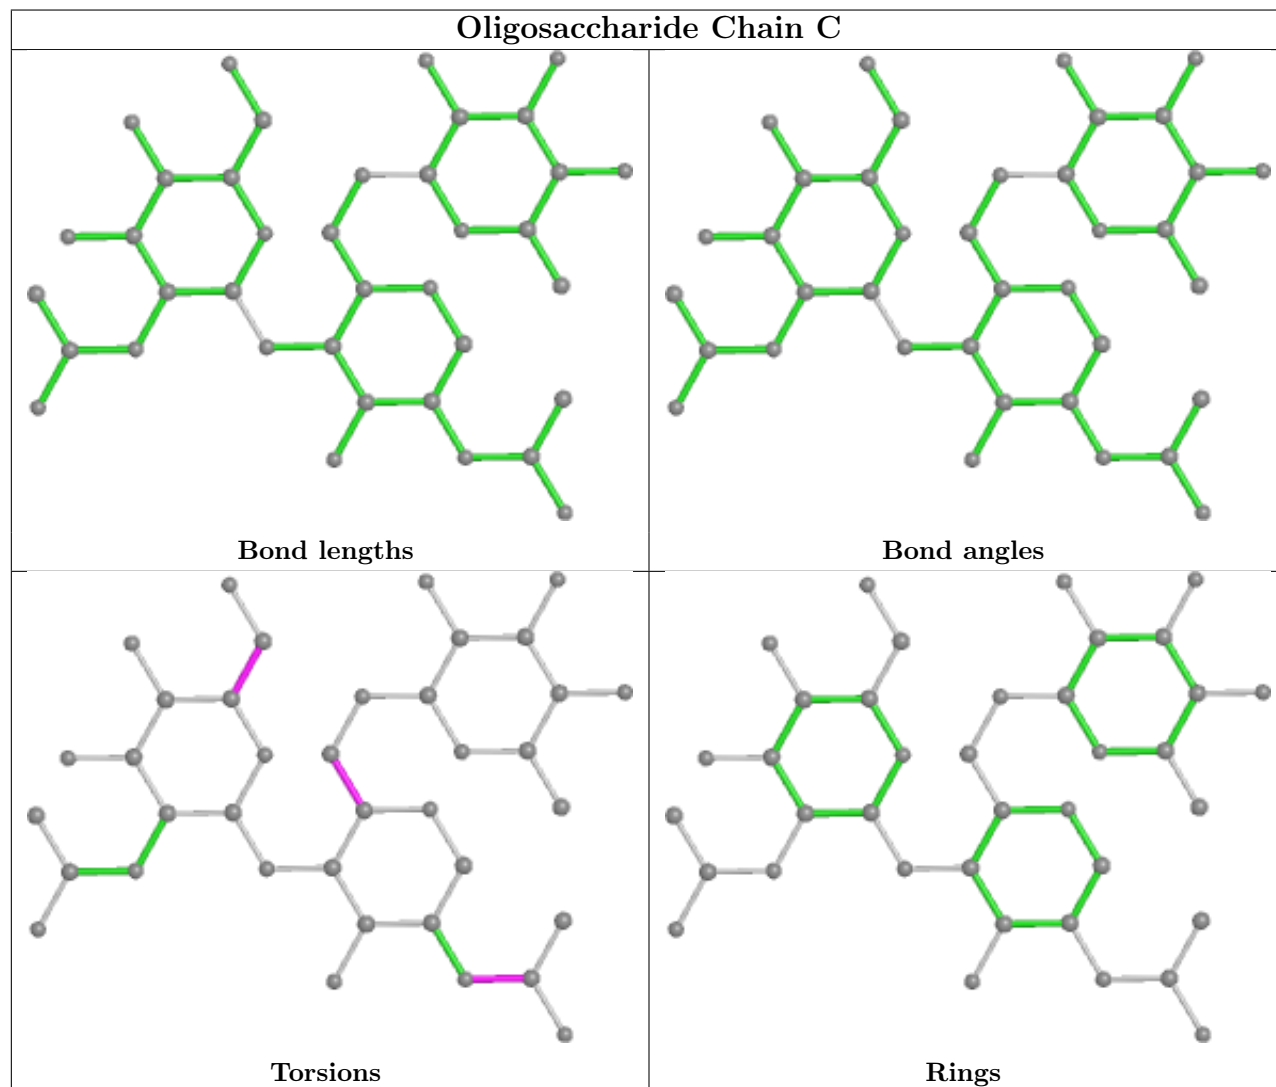 Oligosaccharide Chain C
Bond lengths
Bond angles
Torsions
Rings